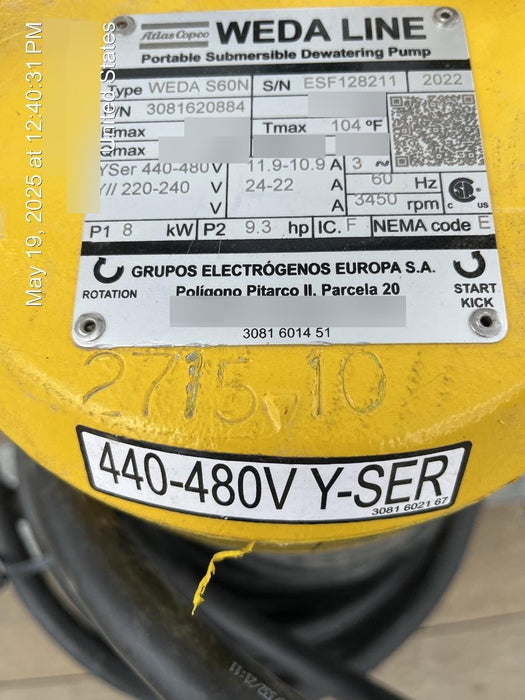 May 19, 2025 at 12:40:31 PM
United States
Atlas Copco WEDA LINE
Portable Submersible Dewatering Pump
Type WEDA S60N S/N ESF128211 2022
P/N 3081620884
Tmax 104 ºF
Qmax
YSer 440-480 V 11.9-10.9 A 3 ~ 60 Hz
Y// 220-240 V 24-22 A 3450 rpm
V A
P1 8 kW P2 9.3 hp IC. F NEMA code E
GRUPOS ELECTRÓGENOS EUROPA S.A.
Polígono Pitarco II, Parcela 20
ROTATION
START
KICK
3081 6014 51
2715.10
440-480V Y-SER
3081 6021 67